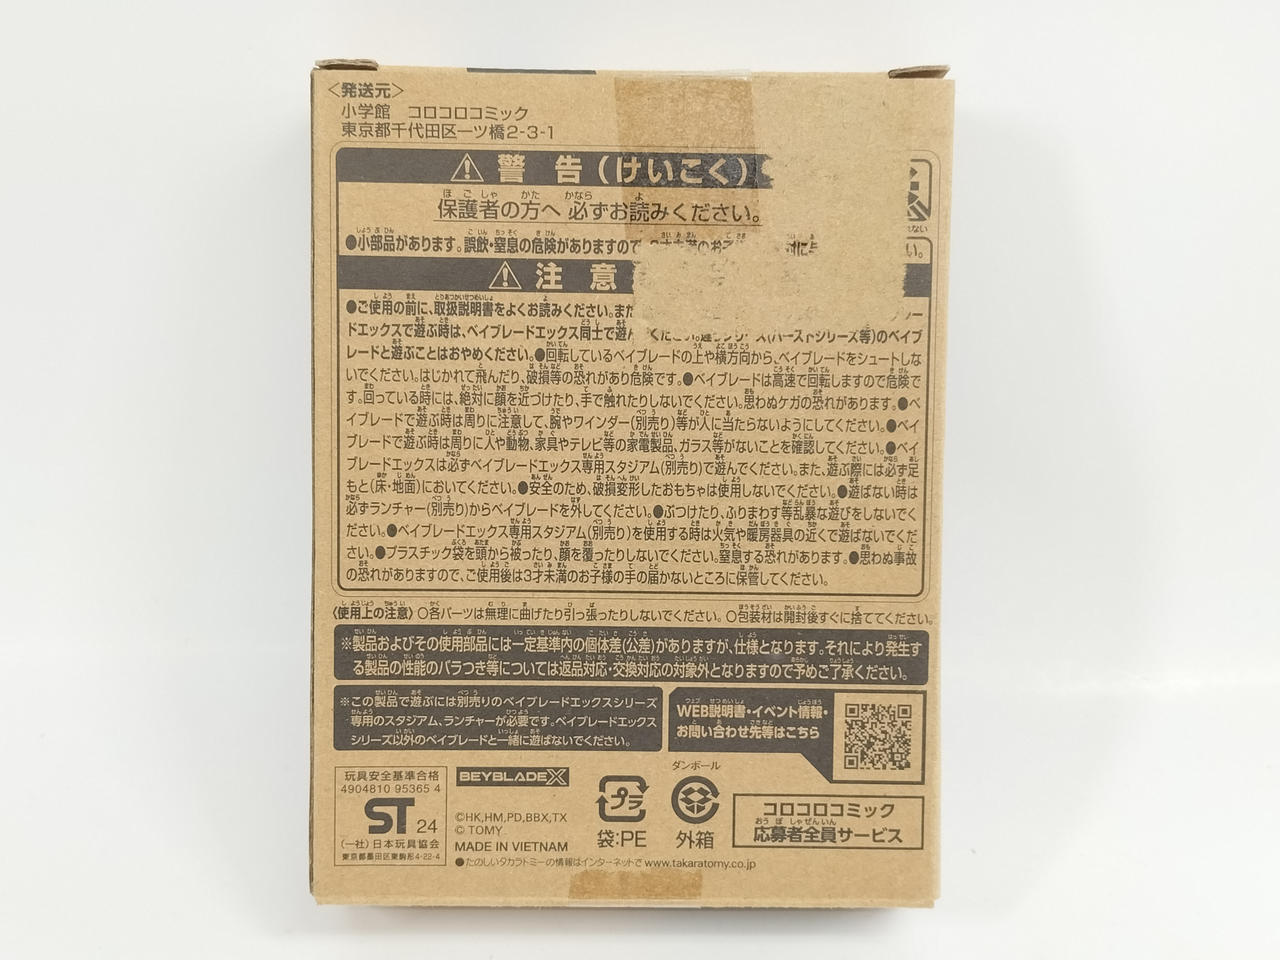 〈発送元〉
小学館 コロコロコミック
東京都千代田区一ツ橋2-3-1
警告(けいこく)
保護者の方へ 必ずお読みください。
●小部品があります。誤飲・窒息の危険がありますので
い。
注意
●ご使用の前に、取扱説明書をよくお読みください。また
ドエックスで遊ぶ時は、ベイブレードエックス同士で遊んでください。違うシリーズ(バーストシリーズ等)のベイブ
レードと遊ぶことはおやめください。●回転しているベイブレードの上や横方向から、ベイブレードをシュートしな
いでください。はじかれて飛んだり、破損等の恐れがあり危険です。●ベイブレードは高速で回転しますので危険で
す。回っている時には、絶対に顔を近づけたり、手で触れたりしないでください。思わぬケガの恐れがあります。●ベ
イブレードで遊ぶ時は周りに注意して、腕やワインダー(別売り)等が人に当たらないようにしてください。●ベイ
ブレードで遊ぶ時は周りに人や動物、家具やテレビ等の家電製品、ガラス等がないことを確認してください。●ベイ
ブレードエックスは必ずベイブレードエックス専用スタジアム(別売り)で遊んでください。また、遊ぶ際には必ず足
もと(床・地面)においてください。●安全のため、破損変形したおもちゃは使用しないでください。●遊ばない時は
必ずランチャー(別売り)からベイブレードを外してください。●ぶつけたり、ふりまわす等乱暴な遊びをしないでく
ださい。●ベイブレードエックス専用スタジアム(別売り)を使用する時は火気や暖房器具の近くで遊ばないでくだ
さい。●プラスチック袋を頭から被ったり、顔を覆ったりしないでください。窒息する恐れがあります。●思わぬ事故
の恐れがありますので、ご使用後は3才未満のお子様の手の届かないところに保管してください。
〈使用上の注意〉○各パーツは無理に曲げたり引っ張ったりしないでください。○包装材は開封後すぐに捨ててください。
※製品およびその使用部品には一定基準内の個体差(公差)がありますが、仕様となります。それにより発生す
る製品の性能のバラつき等については返品対応・交換対応の対象外となりますので予めご了承ください。
※この製品で遊ぶには別売りのベイブレードエックスシリーズ
専用のスタジアム、ランチャーが必要です。ベイブレードエックス
シリーズ以外のベイブレードと一緒に遊ばないでください。
WEB説明書・イベント情報・
お問い合わせ先等はこちら
玩具安全基準合格
4904810 95365 4
ST 24
(一社)日本玩具協会
東京都墨田区東駒形4-22-4
BEYBLADE X
©HK,HM,PD,BBX,TX
© TOMY
MADE IN VIETNAM
●たのしいタカラトミーの情報はインターネットで www.takaratomy.co.jp
プラ
袋:PE
ダンボール
外箱
コロコロコミック
応募者全員サービス